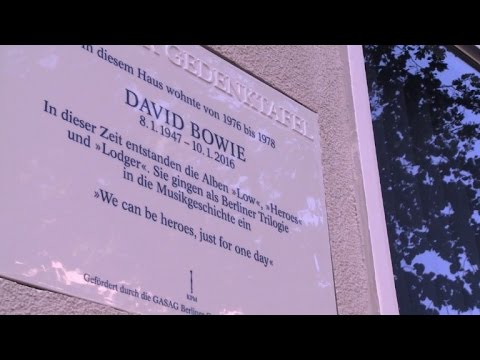 GEDENKTAFEL
In diesem Haus wohnte von 1976 bis 1978
DAVID BOWIE
8.1.1947 – 10.1.2016
In dieser Zeit entstanden die Alben »Low«, »Heroes«
und »Lodger«. Sie gingen als Berliner Trilogie
in die Musikgeschichte ein
»We can be heroes, just for one day«
KPM
Gefördert durch die GASAG Berliner